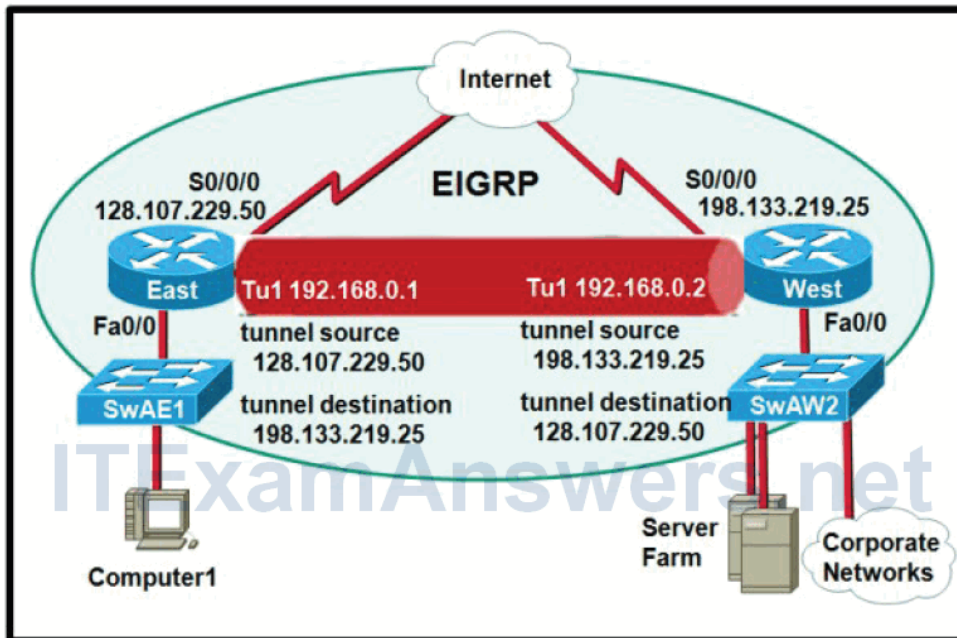 Internet
S0/0/0
128.107.229.50
EIGRP
S0/0/0
198.133.219.25
East
Tu1 192.168.0.1
Tu1 192.168.0.2
West
Fa0/0
tunnel source
128.107.229.50
tunnel source
198.133.219.25
Fa0/0
SwAE1
tunnel destination
198.133.219.25
tunnel destination
128.107.229.50
SwAW2
ITExamAnswers.net
Computer1
Server
Farm
Corporate
Networks